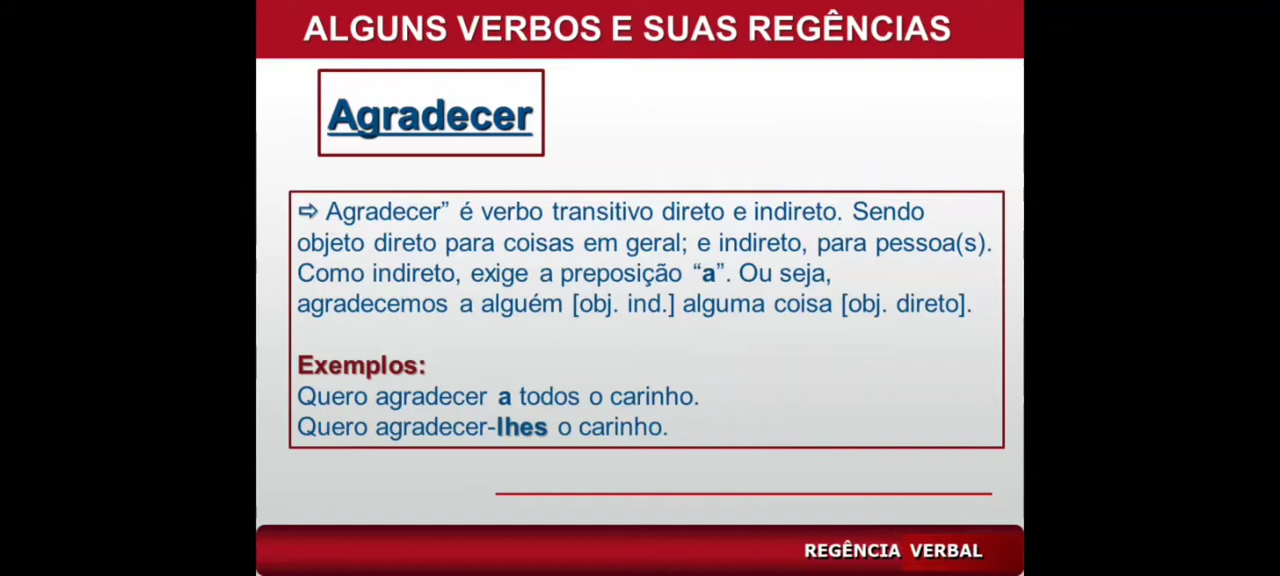 ALGUNS VERBOS E SUAS REGÊNCIAS
Agradecer
⇨ Agradecer” é verbo transitivo direto e indireto. Sendo
objeto direto para coisas em geral; e indireto, para pessoa(s).
Como indireto, exige a preposição “a”. Ou seja,
agradecemos a alguém [obj. ind.] alguma coisa [obj. direto].
Exemplos:
Quero agradecer a todos o carinho.
Quero agradecer-lhes o carinho.
REGÊNCIA VERBAL